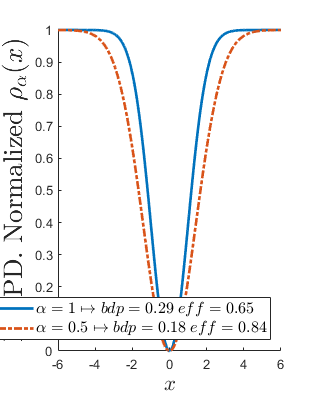 PD. Normalized ρα(x)
1
0.9
0.8
0.7
0.6
0.5
0.4
0.3
0.2
0
α = 1 ↦ bdp = 0.29 eff = 0.65
α = 0.5 ↦ bdp = 0.18 eff = 0.84
-6 -4 -2 0 2 4 6
x